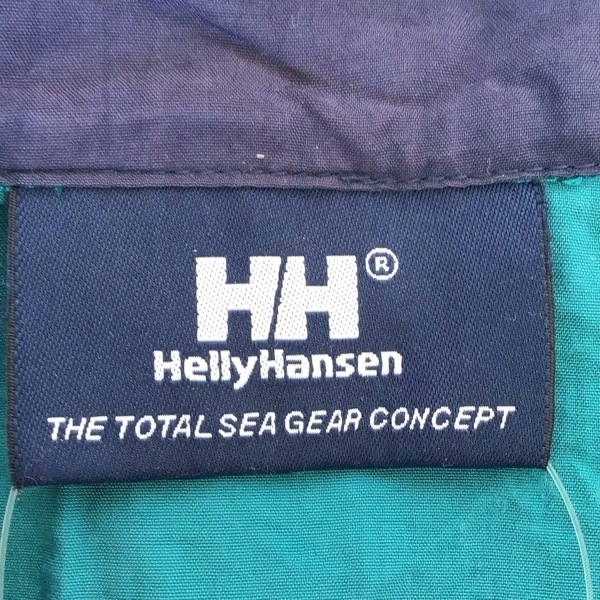 HH®
HellyHansen
THE TOTAL SEA GEAR CONCEPT